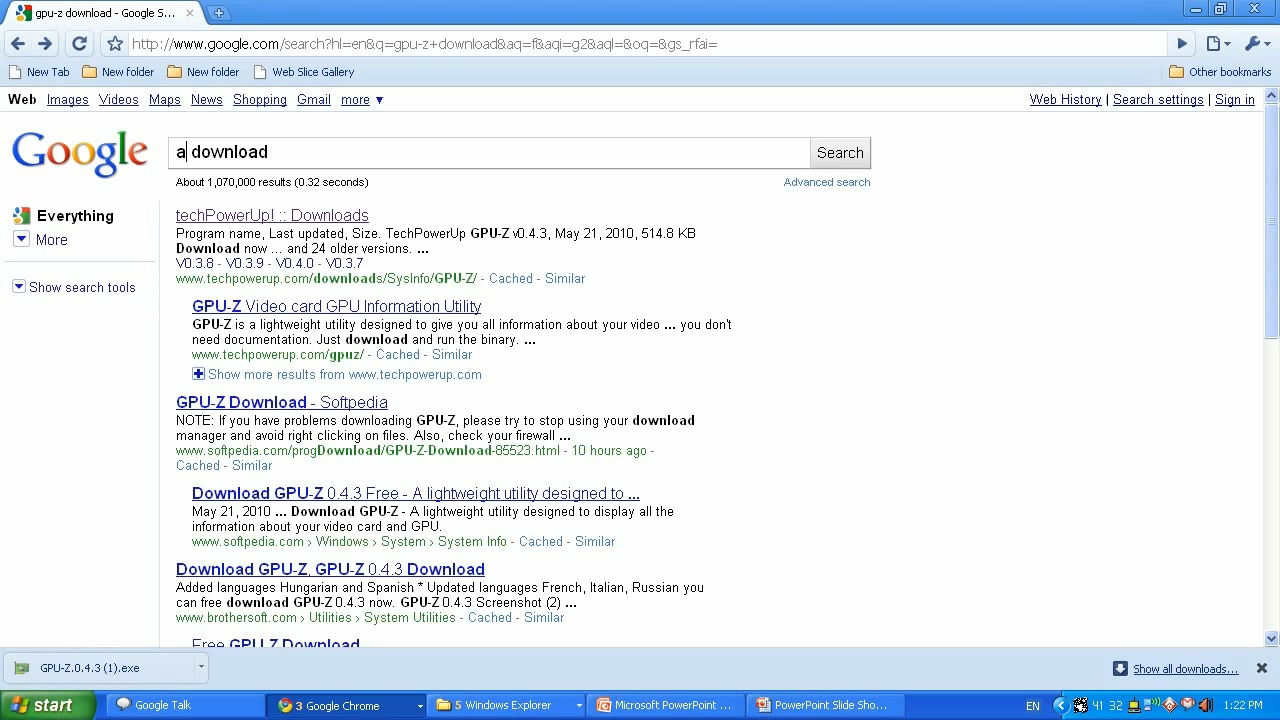 gpu-z download - Google S...
http://www.google.com/search?hl=en&q=gpu-z+download&aq=f&aqi=g2&aql=&oq=&gs_rfai=
New Tab New folder New folder Web Slice Gallery Other bookmarks
Web Images Videos Maps News Shopping Gmail more ▼ Web History | Search settings | Sign in
Google
a download Search
About 1,070,000 results (0.32 seconds) Advanced search
Everything
More
Show search tools
techPowerUp! :: Downloads
Program name, Last updated, Size. TechPowerUp GPU-Z v0.4.3, May 21, 2010, 514.8 KB
Download now ... and 24 older versions. ...
V0.3.8 - V0.3.9 - V0.4.0 - V0.3.7
www.techpowerup.com/downloads/SysInfo/GPU-Z/ - Cached - Similar
GPU-Z Video card GPU Information Utility
GPU-Z is a lightweight utility designed to give you all information about your video ... you don't
need documentation. Just download and run the binary. ...
www.techpowerup.com/gpuz/ - Cached - Similar
Show more results from www.techpowerup.com
GPU-Z Download - Softpedia
NOTE: If you have problems downloading GPU-Z, please try to stop using your download
manager and avoid right clicking on files. Also, check your firewall ...
www.softpedia.com/progDownload/GPU-Z-Download-85523.html - 10 hours ago -
Cached - Similar
Download GPU-Z 0.4.3 Free - A lightweight utility designed to ...
May 21, 2010 ... Download GPU-Z - A lightweight utility designed to display all the
information about your video card and GPU.
www.softpedia.com › Windows › System › System Info - Cached - Similar
Download GPU-Z, GPU-Z 0.4.3 Download
Added languages Hungarian and Spanish * Updated languages French, Italian, Russian you
can free download GPU-Z 0.4.3 now. GPU-Z 0.4.3 Screenshot (2) ...
www.brothersoft.com › Utilities › System Utilities - Cached - Similar
Free GPU Z Download
GPU-Z.0.4.3 (1).exe Show all downloads...
start Google Talk 3 Google Chrome 5 Windows Explorer Microsoft PowerPoint ... PowerPoint Slide Sho... EN 41 32 1:22 PM